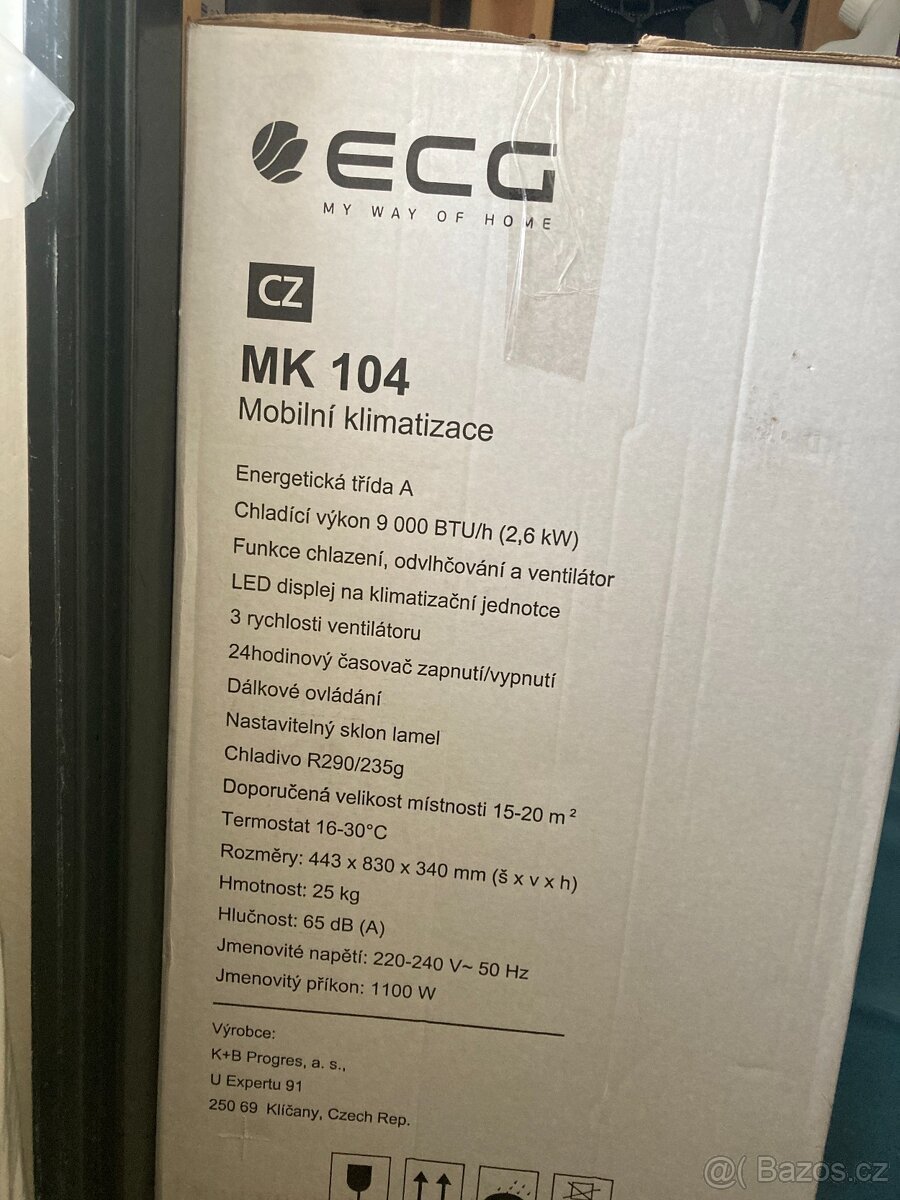 ECG
MY WAY OF HOME
CZ
MK 104
Mobilní klimatizace
Energetická třída A
Chladící výkon 9 000 BTU/h (2,6 kW)
Funkce chlazení, odvlhčování a ventilátor
LED displej na klimatizační jednotce
3 rychlosti ventilátoru
24hodinový časovač zapnutí/vypnutí
Dálkové ovládání
Nastavitelný sklon lamel
Chladivo R290/235g
Doporučená velikost místnosti 15-20 m²
Termostat 16-30°C
Rozměry: 443 x 830 x 340 mm (š x v x h)
Hmotnost: 25 kg
Hlučnost: 65 dB (A)
Jmenovité napětí: 220-240 V~ 50 Hz
Jmenovitý příkon: 1100 W
Výrobce:
K+B Progres, a. s.,
U Expertu 91
250 69 Klíčany, Czech Rep.
@( Bazos.cz